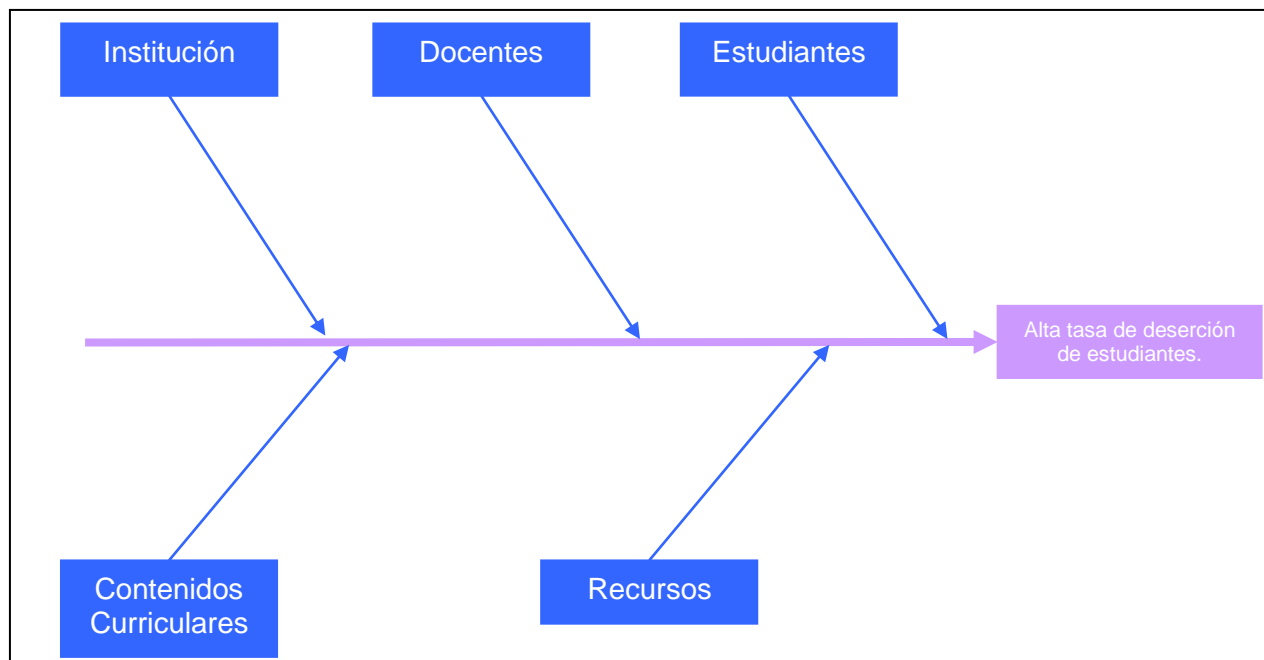 Institución
Docentes
Estudiantes
Alta tasa de deserción
de estudiantes.
Contenidos
Curriculares
Recursos